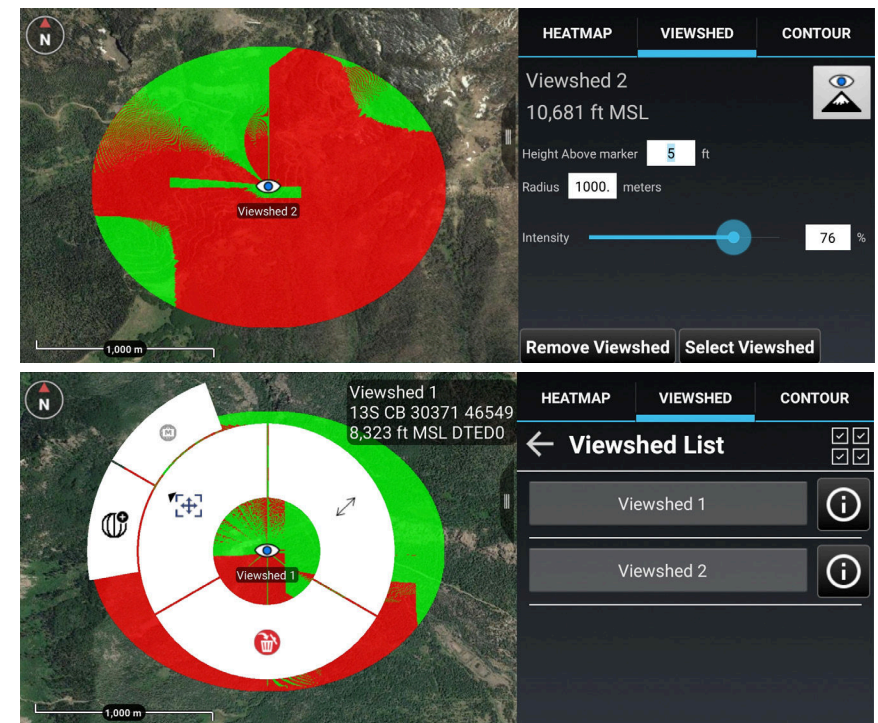 N
HEATMAP VIEWSHED CONTOUR
Viewshed 2
10,681 ft MSL
Height Above marker 5 ft
Radius 1000. meters
Intensity 76 %
Viewshed 2
1,000 m
Remove Viewshed Select Viewshed
N
Viewshed 1
13S CB 30371 46549
8,323 ft MSL DTED0
HEATMAP VIEWSHED CONTOUR
Viewshed List
M
Viewshed 1
Viewshed 2
Viewshed 1
1,000 m